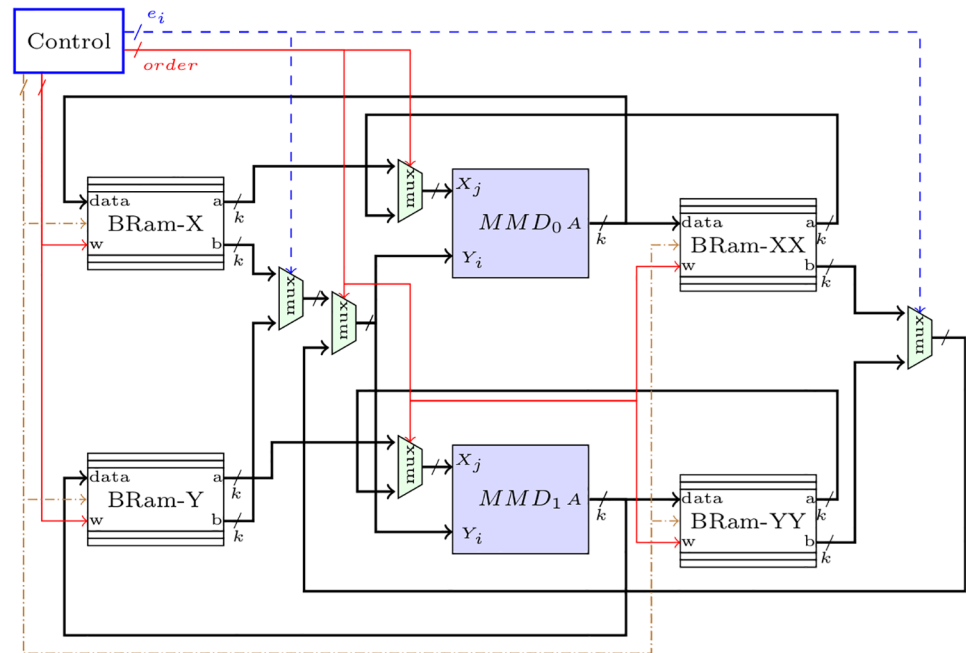 e_i
Control
order
data
a
k
BRam-X
w
b
k
mux
X_j
MMD_0 A
k
Y_i
data
a
k
BRam-XX
w
b
k
mux
mux
mux
data
a
k
BRam-Y
w
b
k
mux
X_j
MMD_1 A
k
Y_i
data
a
k
BRam-YY
w
b
k